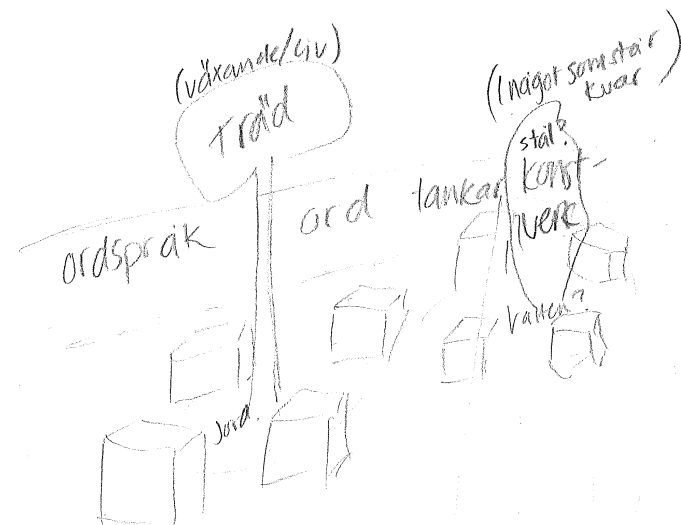 (växande/Liv)
Träd
(något som står
kvar)
stål?
konst-
verk
ordspråk
ord
tankar
vatten?
Jord.